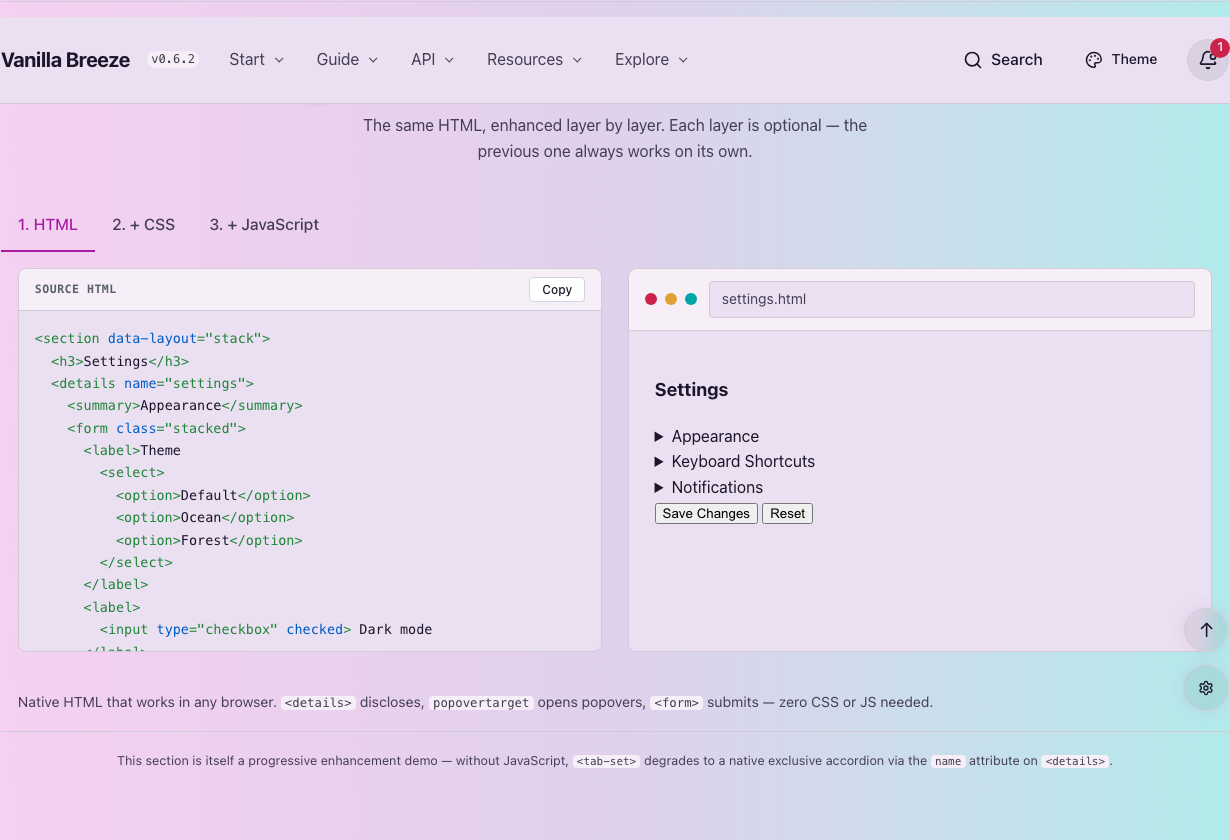 Vanilla Breeze v0.6.2 Start Guide API Resources Explore Search Theme 1
The same HTML, enhanced layer by layer. Each layer is optional — the
previous one always works on its own.
1. HTML 2. + CSS 3. + JavaScript
SOURCE HTML Copy
<section data-layout="stack">
  <h3>Settings</h3>
  <details name="settings">
    <summary>Appearance</summary>
    <form class="stacked">
      <label>Theme
        <select>
          <option>Default</option>
          <option>Ocean</option>
          <option>Forest</option>
        </select>
      </label>
      <label>
        <input type="checkbox" checked> Dark mode
      </label>
settings.html
Settings
Appearance
Keyboard Shortcuts
Notifications
Save Changes Reset
Native HTML that works in any browser. <details> discloses, popovertarget opens popovers, <form> submits — zero CSS or JS needed.
This section is itself a progressive enhancement demo — without JavaScript, <tab-set> degrades to a native exclusive accordion via the name attribute on <details>.